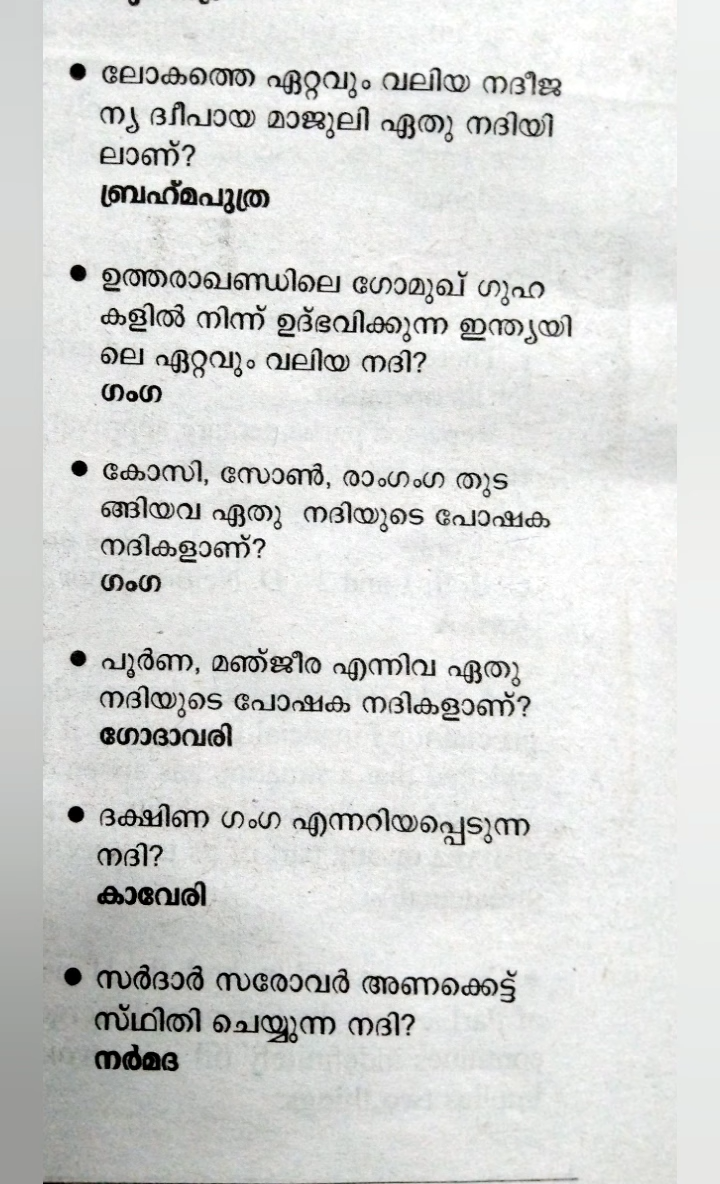 ● ലോകത്തെ ഏറ്റവും വലിയ നദീജ
ന്യ ദ്വീപായ മാജുലി ഏതു നദിയി
ലാണ്?
ബ്രഹ്മപുത്ര
● ഉത്തരാഖണ്ഡിലെ ഗോമുഖ് ഗുഹ
കളിൽ നിന്ന് ഉദ്ഭവിക്കുന്ന ഇന്ത്യയി
ലെ ഏറ്റവും വലിയ നദി?
ഗംഗ
● കോസി, സോൺ, രാംഗംഗ തുട
ങ്ങിയവ ഏതു നദിയുടെ പോഷക
നദികളാണ്?
ഗംഗ
● പൂർണ, മഞ്ജീര എന്നിവ ഏതു
നദിയുടെ പോഷക നദികളാണ്?
ഗോദാവരി
● ദക്ഷിണ ഗംഗ എന്നറിയപ്പെടുന്ന
നദി?
കാവേരി
● സർദാർ സരോവർ അണക്കെട്ട്
സ്ഥിതി ചെയ്യുന്ന നദി?
നർമദ